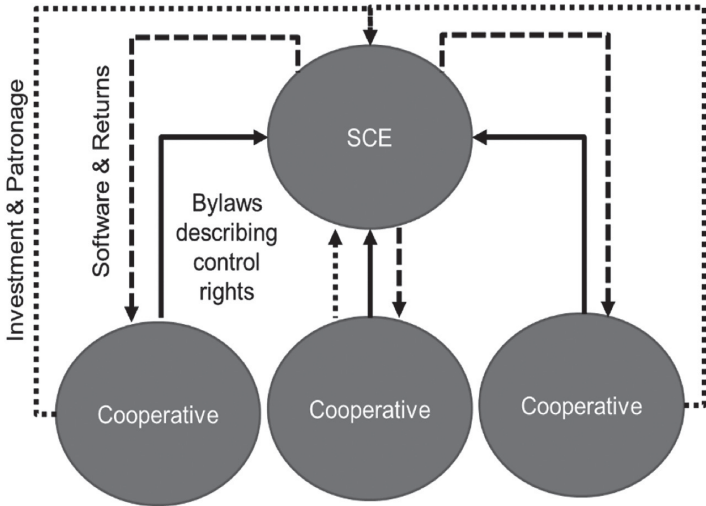 Investment & Patronage
Software & Returns
SCE
Bylaws
describing
control
rights
Cooperative
Cooperative
Cooperative